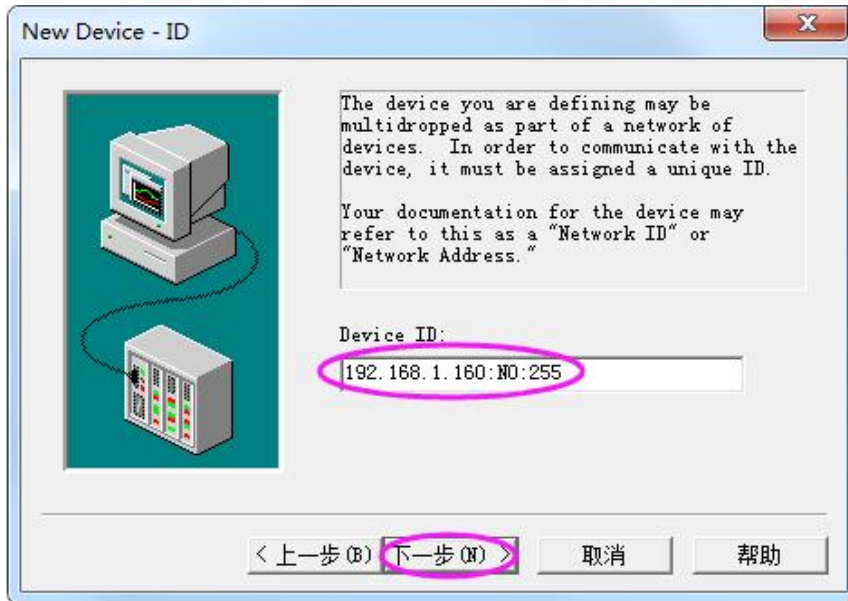 New Device - ID
The device you are defining may be
multidropped as part of a network of
devices.  In order to communicate with the
device, it must be assigned a unique ID.
Your documentation for the device may
refer to this as a "Network ID" or
"Network Address."
Device ID:
192.168.1.160:N0:255
< 上一步(B) 下一步(N) > 取消 帮助